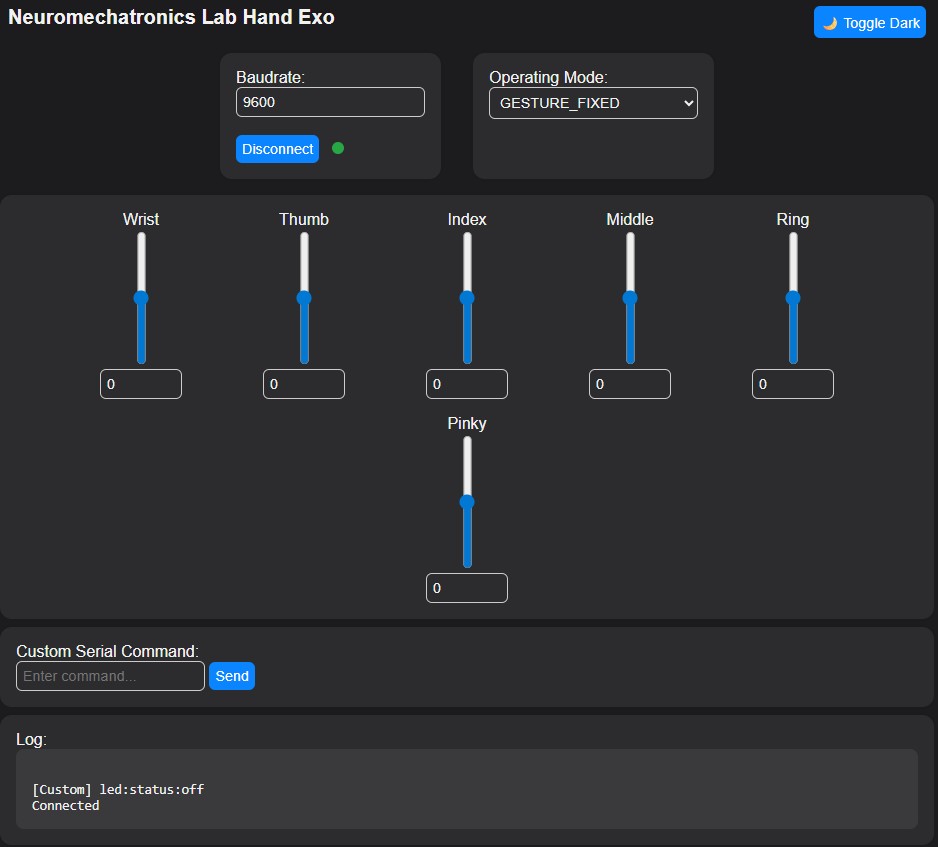 Neuromechatronics Lab Hand Exo
🌙 Toggle Dark
Baudrate:
9600
Disconnect
Operating Mode:
GESTURE_FIXED
Wrist Thumb Index Middle Ring
0 0 0 0 0
Pinky
0
Custom Serial Command:
Enter command... Send
Log:
[Custom] led:status:off
Connected